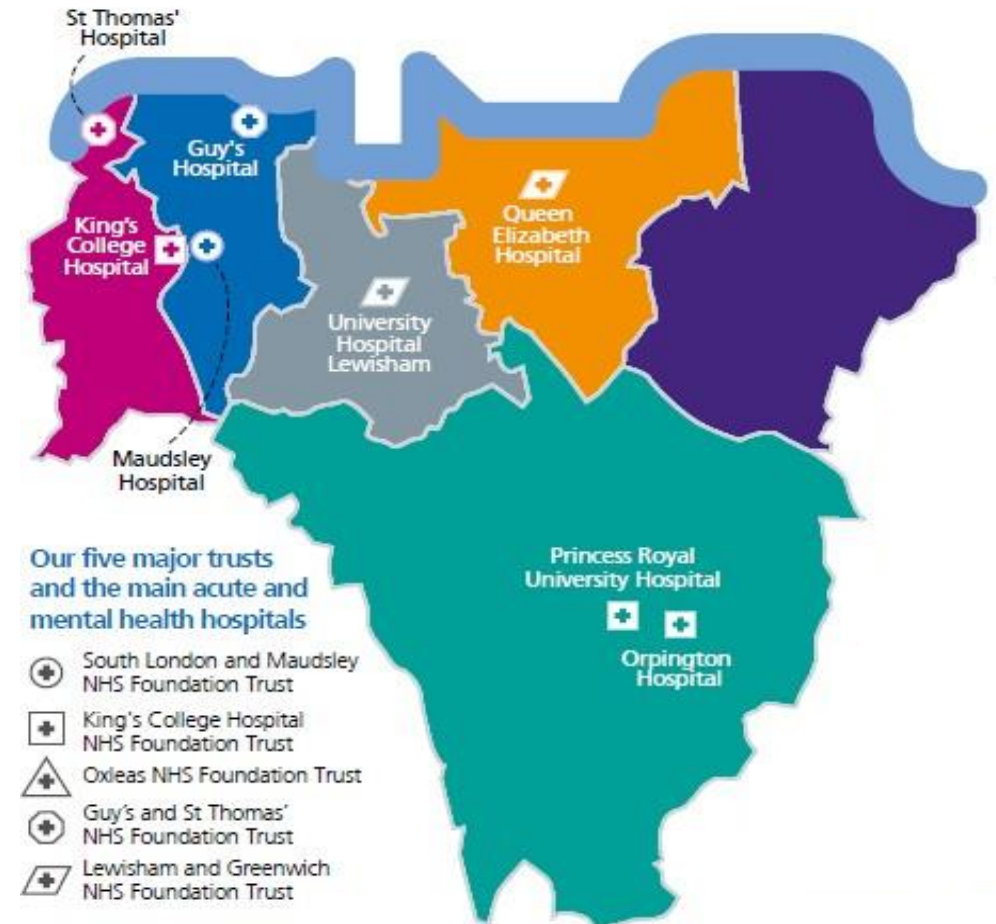 St Thomas'
Hospital
Guy's
Hospital
King's
College
Hospital
Queen
Elizabeth
Hospital
University
Hospital
Lewisham
Maudsley
Hospital
Princess Royal
University Hospital
Orpington
Hospital
Our five major trusts
and the main acute and
mental health hospitals
South London and Maudsley
NHS Foundation Trust
King's College Hospital
NHS Foundation Trust
Oxleas NHS Foundation Trust
Guy's and St Thomas'
NHS Foundation Trust
Lewisham and Greenwich
NHS Foundation Trust